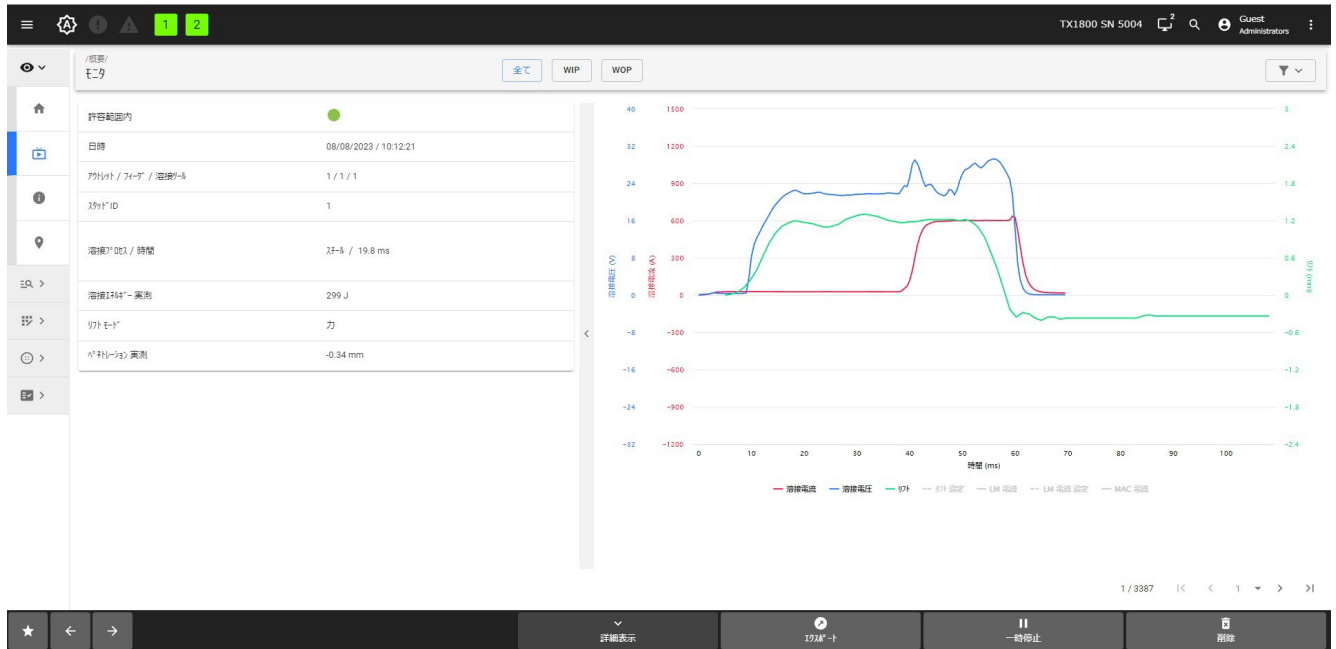 1 2 TX1800 SN 5004 2 Guest
Administrators
/概要/
モニタ
全て WIP WOP
許容範囲内
日時 08/08/2023 / 10:12:21
ｱｳﾄﾚｯﾄ / ﾌｨｰﾀﾞ / 溶接ﾂｰﾙ 1 / 1 / 1
ｽﾀｯﾄﾞID 1
溶接ﾌﾟﾛｾｽ / 時間 ｽﾁｰﾙ / 19.8 ms
溶接ｴﾈﾙｷﾞｰ 実測 299 J
ﾘﾌﾄ ﾓｰﾄﾞ 力
ﾍﾟﾈﾄﾚｰｼｮﾝ 実測 -0.34 mm
40 1500 3
32 1200 2.4
24 900 1.8
16 600 1.2
8 300 0.6
0 0 0
-8 -300 -0.6
-16 -600 -1.2
-24 -900 -1.8
-32 -1200 -2.4
溶接電圧 (V)
溶接電流 (A)
ﾘﾌﾄ (mm)
0 10 20 30 40 50 60 70 80 90 100
時間 (ms)
溶接電流 溶接電圧 ﾘﾌﾄ ﾘﾌﾄ 設定 LM 電流 LM 電流 設定 MAC 電流
1 / 3387 1
詳細表示 ｴｸｽﾎﾟｰﾄ 一時停止 削除